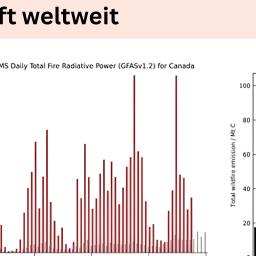 ft weltweit
MS Daily Total Fire Radiative Power (GFASv1.2) for Canada
Total wildfire emission / Mt C
100
80
60
40
20
0